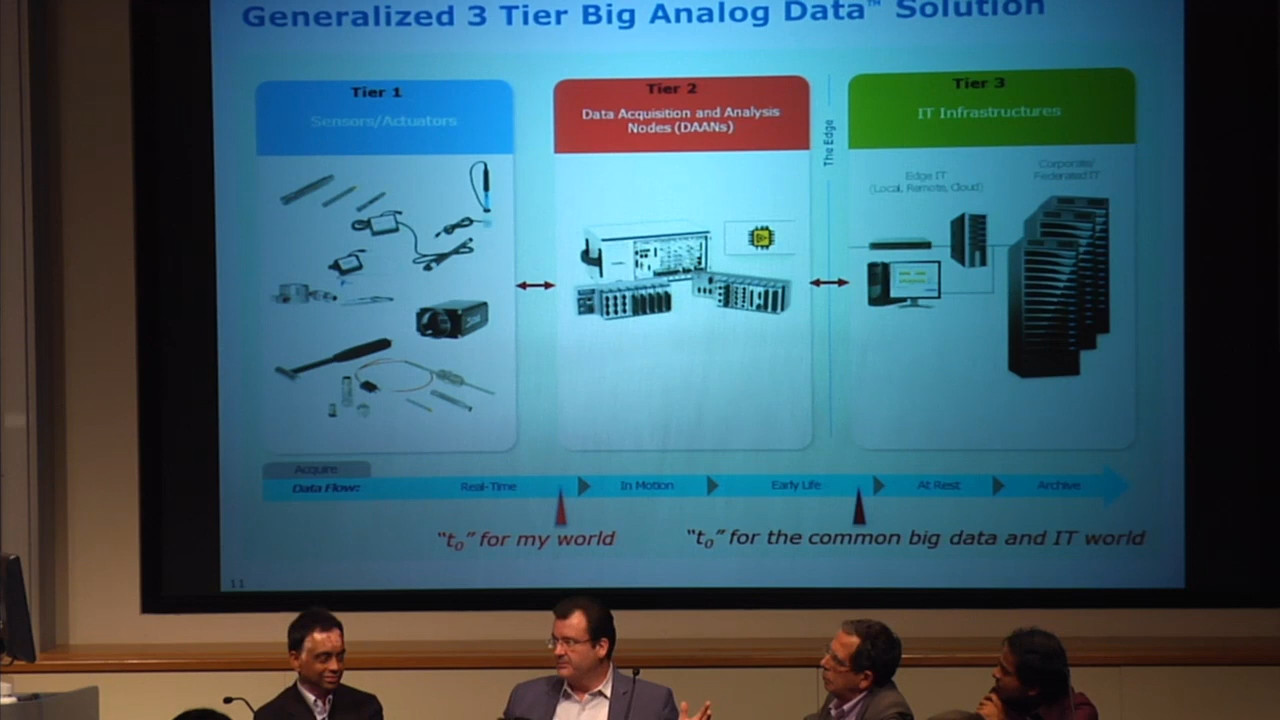 Generalized 3 Tier Big Analog Data™ Solution
Tier 1
Sensors/Actuators
Tier 2
Data Acquisition and Analysis
Nodes (DAANs)
The Edge
Tier 3
IT Infrastructures
Edge IT
(Local, Remote, Cloud)
Corporate/
Federated IT
Acquire
Data Flow:
Real-Time
In Motion
Early Life
At Rest
Archive
"t₀" for my world
"t₀" for the common big data and IT world
11